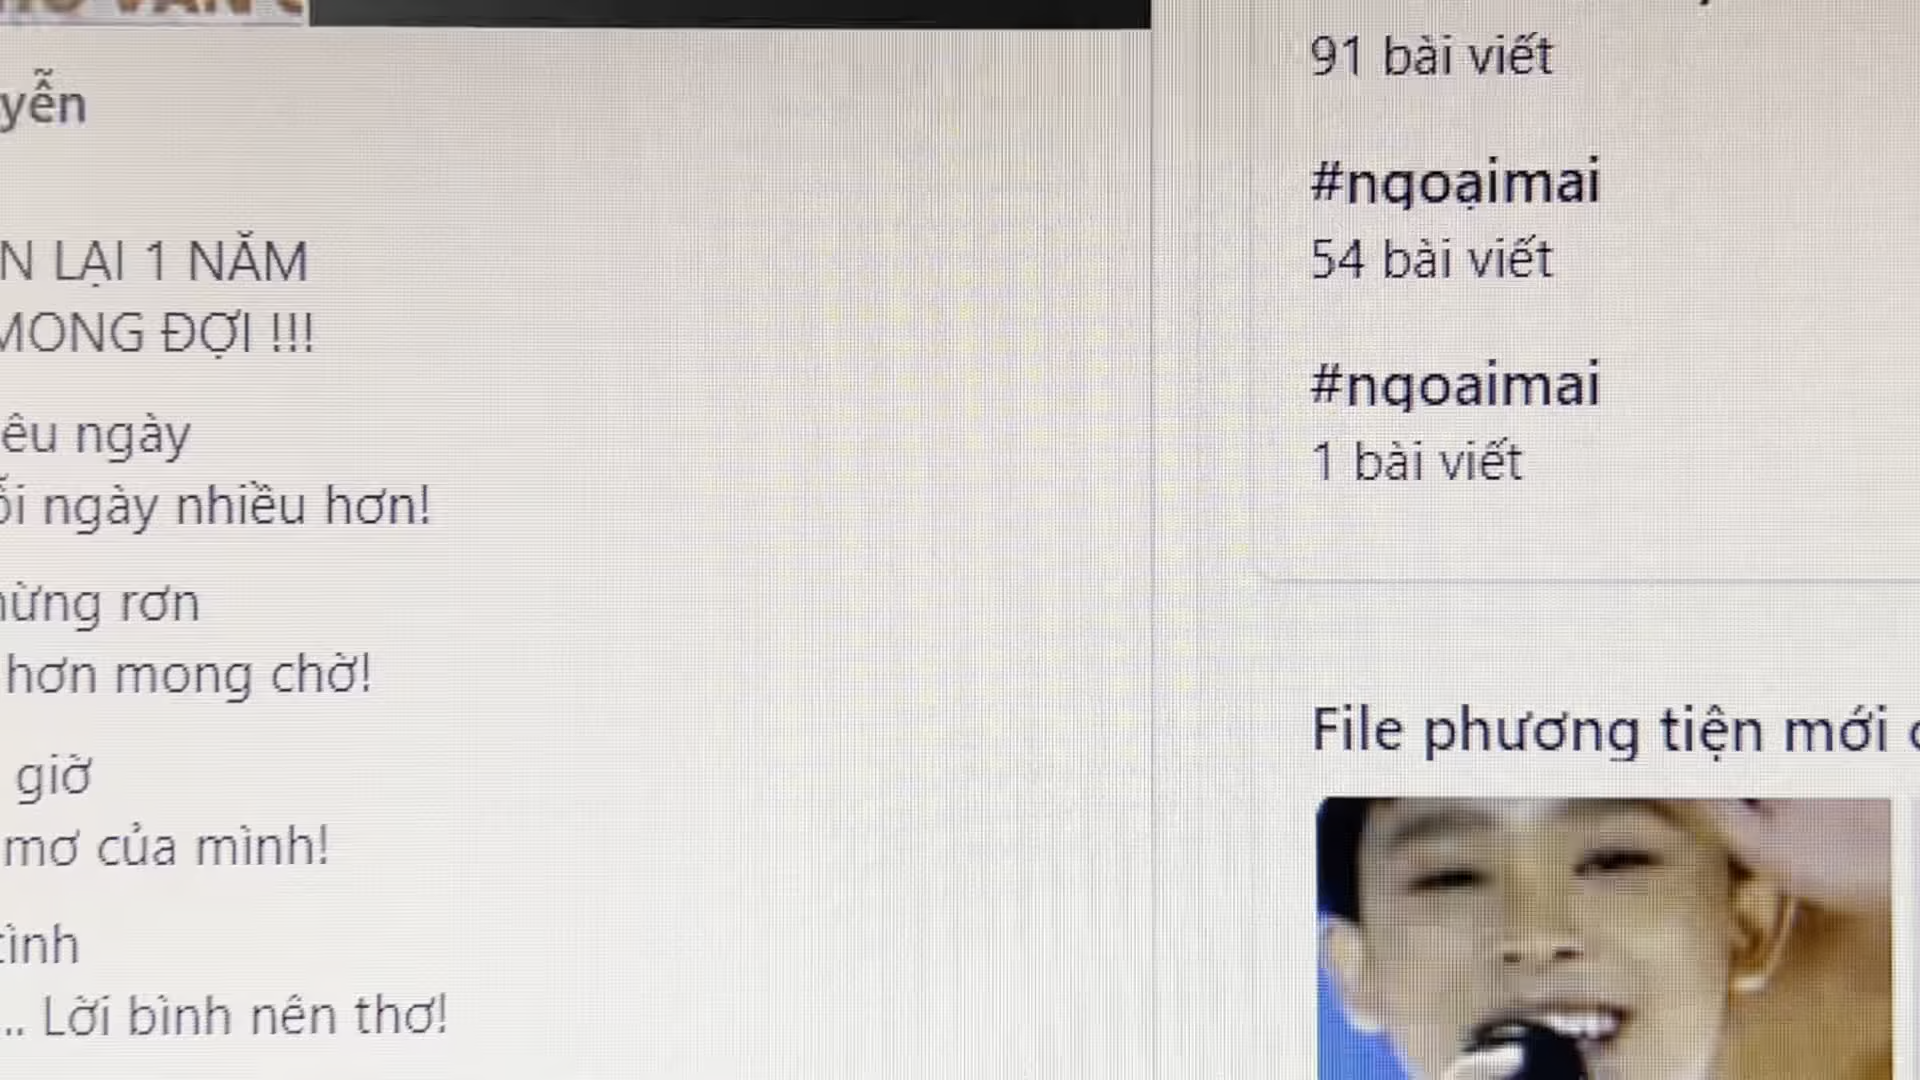 yễn
N LẠI 1 NĂM
MONG ĐỢI !!!
êu ngày
ỗi ngày nhiều hơn!
hừng rơn
hơn mong chờ!
giờ
mơ của mình!
tình
... Lời bình nên thơ!
91 bài viết
#ngoạimai
54 bài viết
#ngoaimai
1 bài viết
File phương tiện mới